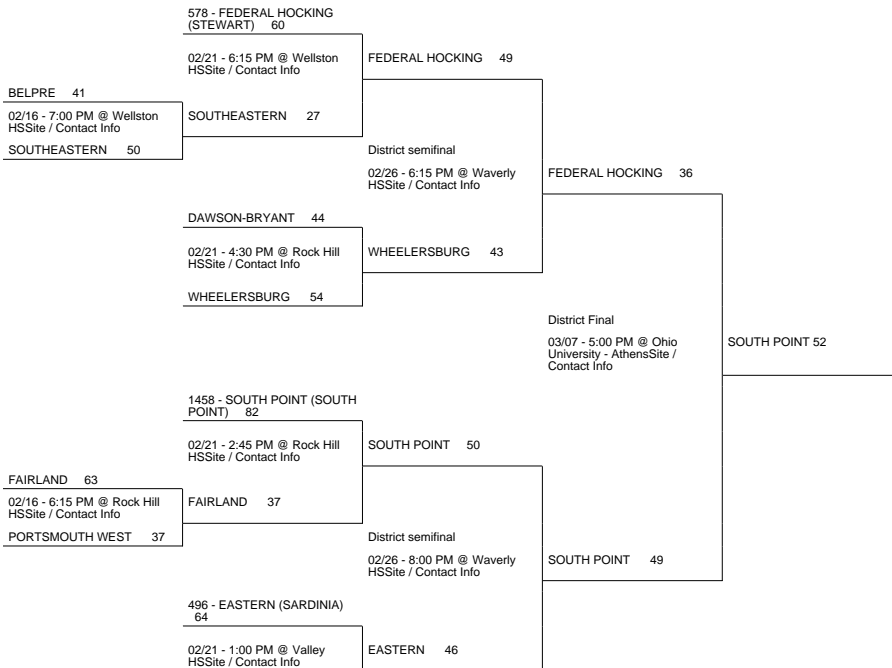 578 - FEDERAL HOCKING
(STEWART) 60
02/21 - 6:15 PM @ Wellston
HSSite / Contact Info
FEDERAL HOCKING 49
BELPRE 41
02/16 - 7:00 PM @ Wellston
HSSite / Contact Info
SOUTHEASTERN 27
SOUTHEASTERN 50
District semifinal
02/26 - 6:15 PM @ Waverly
HSSite / Contact Info
FEDERAL HOCKING 36
DAWSON-BRYANT 44
02/21 - 4:30 PM @ Rock Hill
HSSite / Contact Info
WHEELERSBURG 43
WHEELERSBURG 54
District Final
03/07 - 5:00 PM @ Ohio
University - AthensSite /
Contact Info
SOUTH POINT 52
1458 - SOUTH POINT (SOUTH
POINT) 82
02/21 - 2:45 PM @ Rock Hill
HSSite / Contact Info
SOUTH POINT 50
FAIRLAND 63
02/16 - 6:15 PM @ Rock Hill
HSSite / Contact Info
FAIRLAND 37
PORTSMOUTH WEST 37
District semifinal
02/26 - 8:00 PM @ Waverly
HSSite / Contact Info
SOUTH POINT 49
496 - EASTERN (SARDINIA)
64
02/21 - 1:00 PM @ Valley
HSSite / Contact Info
EASTERN 46